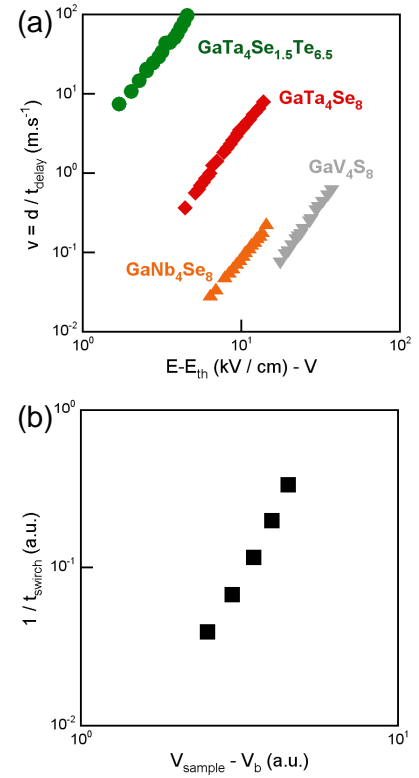 (a)
10²
GaTa₄Se₁.₅Te₆.₅
10¹
GaTa₄Se₈
v = d / t_delay (m.s⁻¹)
10⁰
GaV₄S₈
10⁻¹
GaNb₄Se₈
10⁻²
10⁰ 10¹ 10²
E-E_th (kV / cm) - V
(b)
10⁰
1 / t_swirch (a.u.)
10⁻¹
10⁻²
10⁰ 10¹
V_sample - V_b (a.u.)